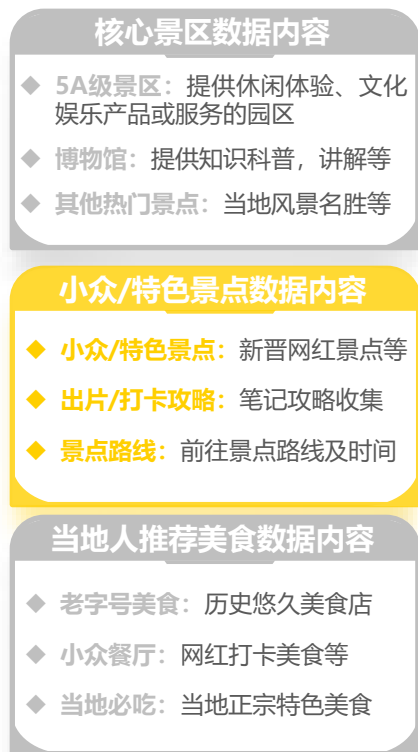 核心景区数据内容
◆ 5A级景区：提供休闲体验、文化
娱乐产品或服务的园区
◆ 博物馆：提供知识科普，讲解等
◆ 其他热门景点：当地风景名胜等
小众/特色景点数据内容
◆ 小众/特色景点：新晋网红景点等
◆ 出片/打卡攻略：笔记攻略收集
◆ 景点路线：前往景点路线及时间
当地人推荐美食数据内容
◆ 老字号美食：历史悠久美食店
◆ 小众餐厅：网红打卡美食等
◆ 当地必吃：当地正宗特色美食